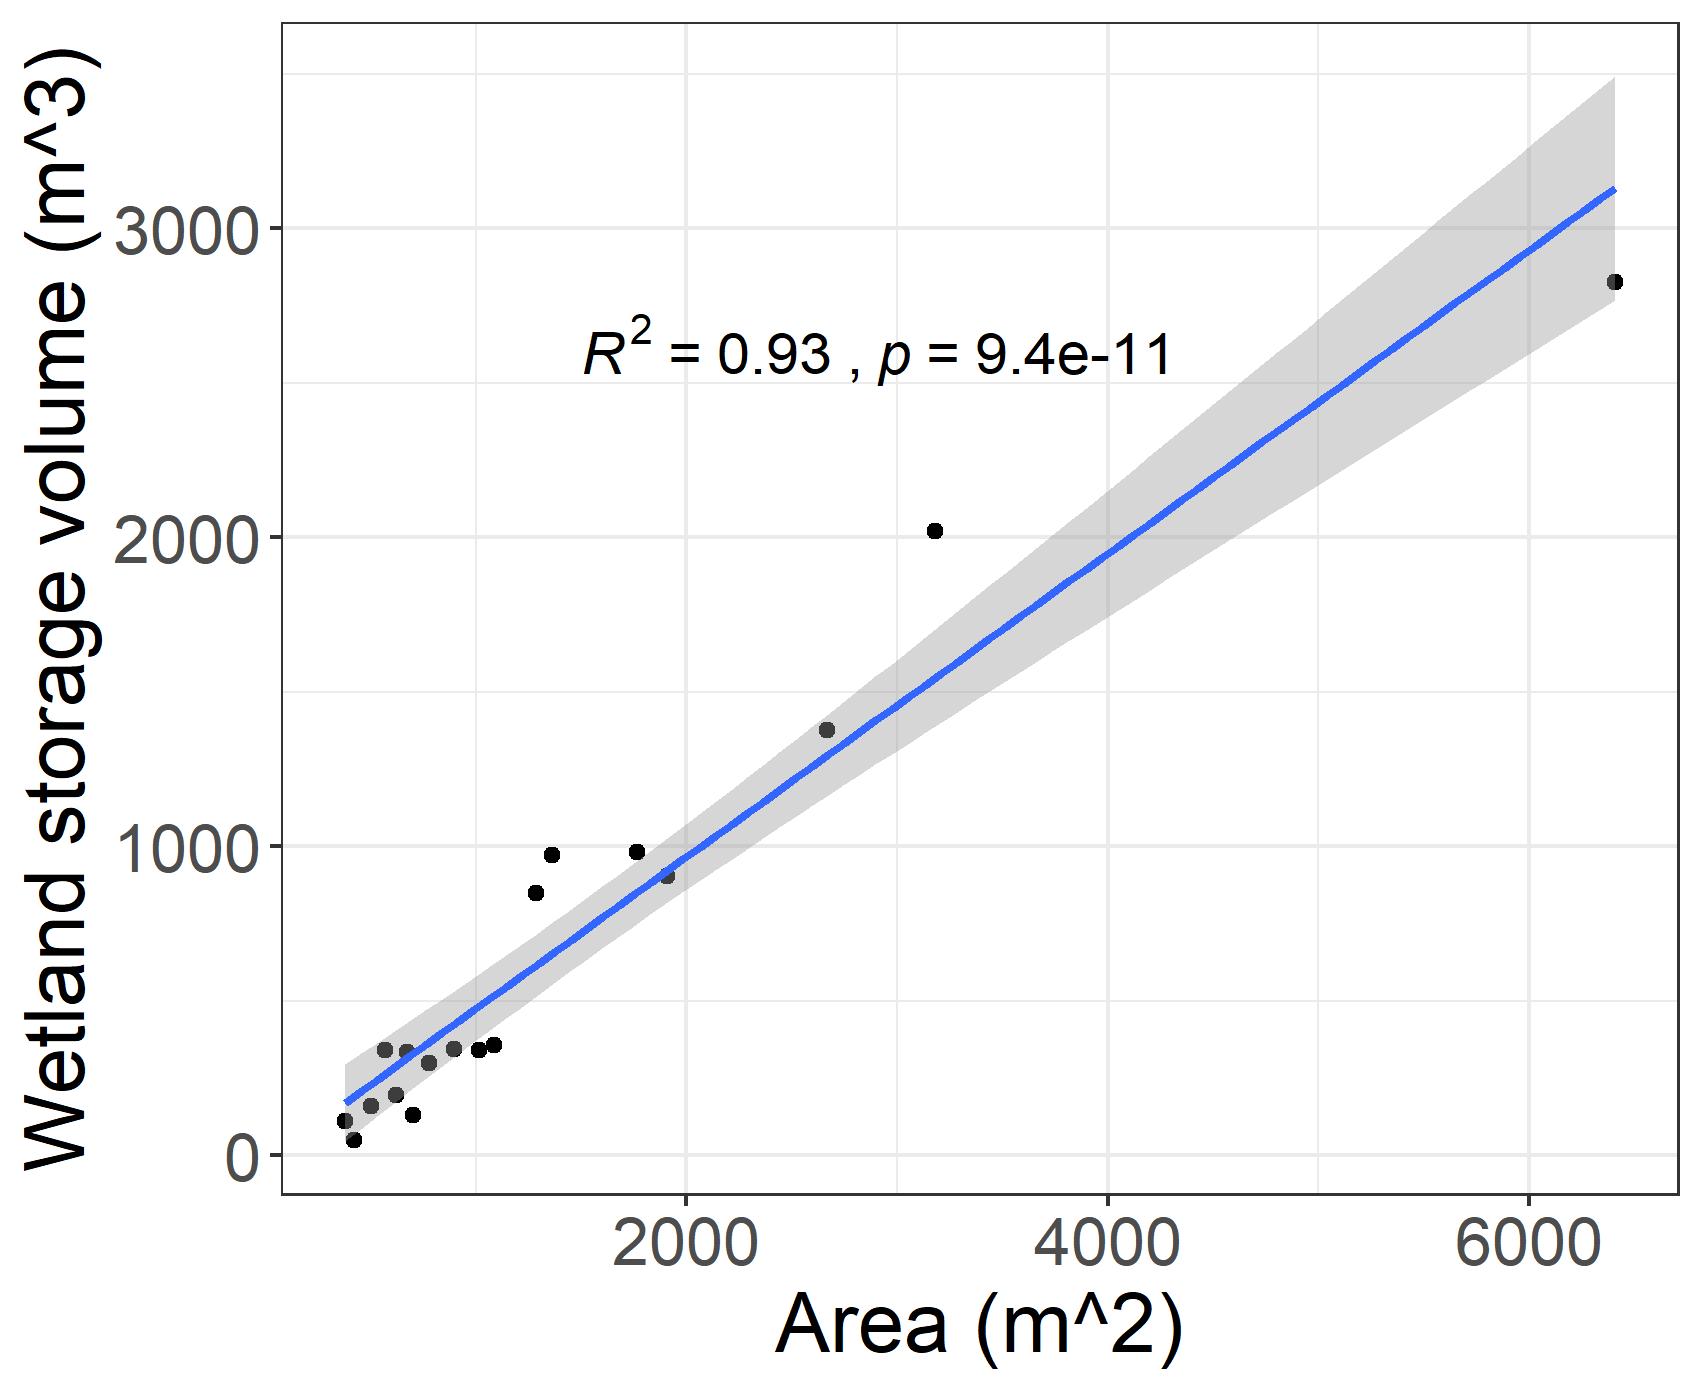 Wetland storage volume (m^3)
3000
2000
1000
0
R² = 0.93 , p = 9.4e-11
2000 4000 6000
Area (m^2)